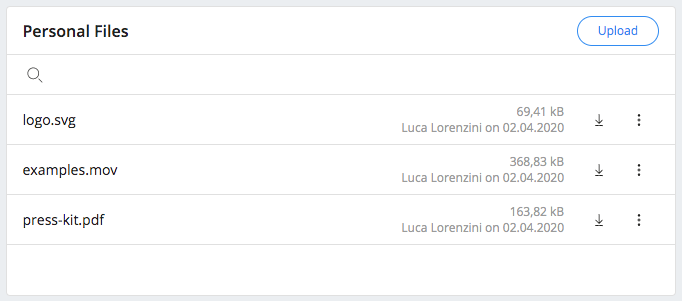 Personal Files
Upload
logo.svg
69,41 kB
Luca Lorenzini on 02.04.2020
examples.mov
368,83 kB
Luca Lorenzini on 02.04.2020
press-kit.pdf
163,82 kB
Luca Lorenzini on 02.04.2020